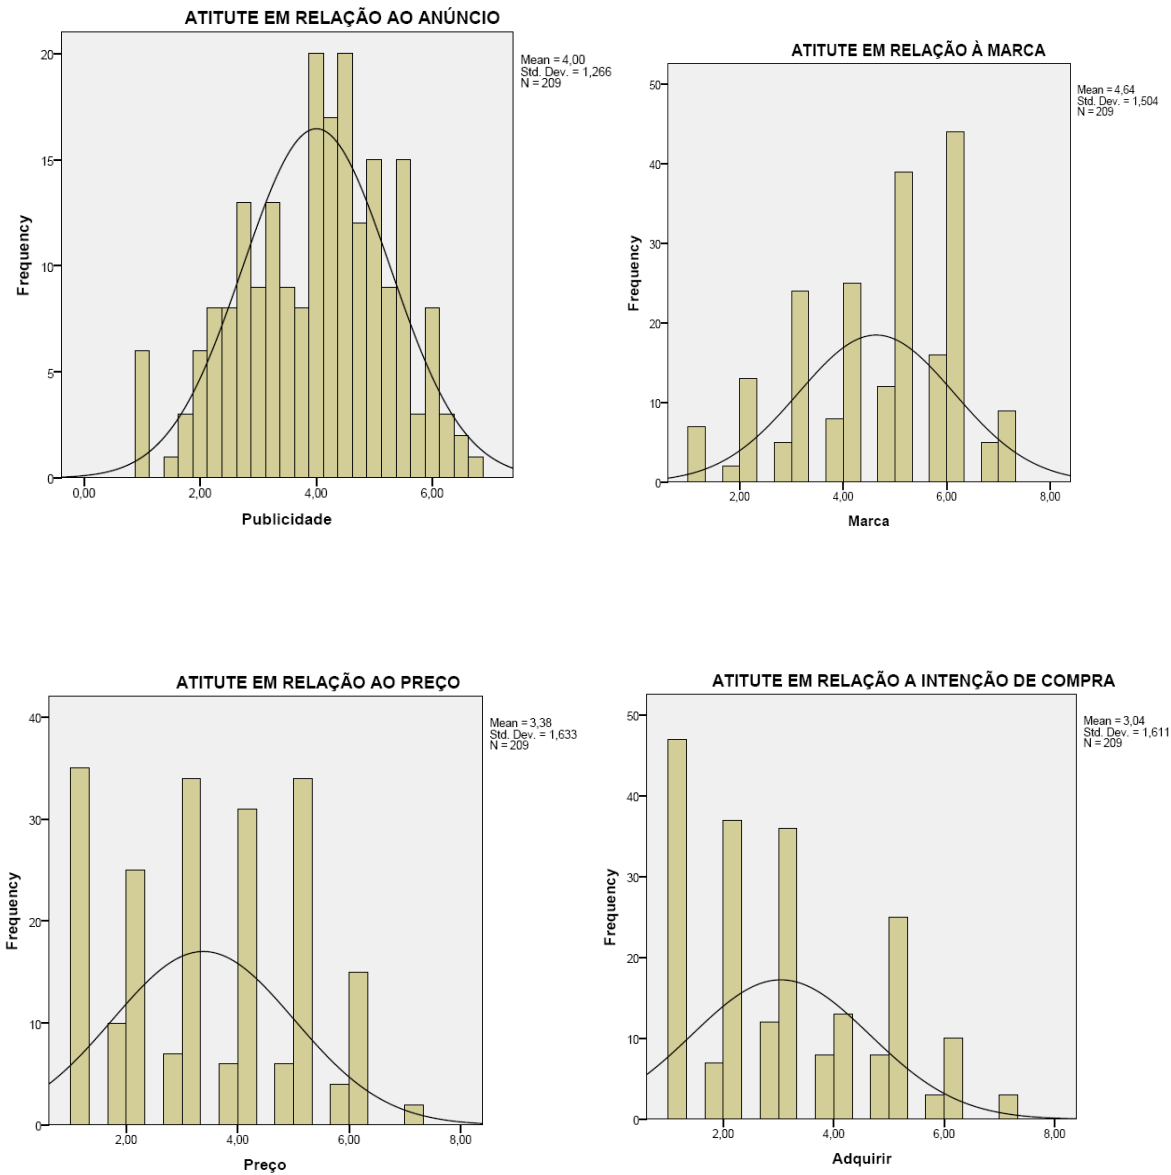 ATITUTE EM RELAÇÃO AO ANÚNCIO
Mean = 4,00
Std. Dev. = 1,266
N = 209
20
15
10
5
0
Frequency
0,00 2,00 4,00 6,00
Publicidade
ATITUTE EM RELAÇÃO À MARCA
Mean = 4,64
Std. Dev. = 1,504
N = 209
50
40
30
20
10
0
Frequency
2,00 4,00 6,00 8,00
Marca
ATITUTE EM RELAÇÃO AO PREÇO
Mean = 3,38
Std. Dev. = 1,633
N = 209
40
30
20
10
0
Frequency
2,00 4,00 6,00 8,00
Preço
ATITUTE EM RELAÇÃO A INTENÇÃO DE COMPRA
Mean = 3,04
Std. Dev. = 1,611
N = 209
50
40
30
20
10
0
Frequency
2,00 4,00 6,00 8,00
Adquirir